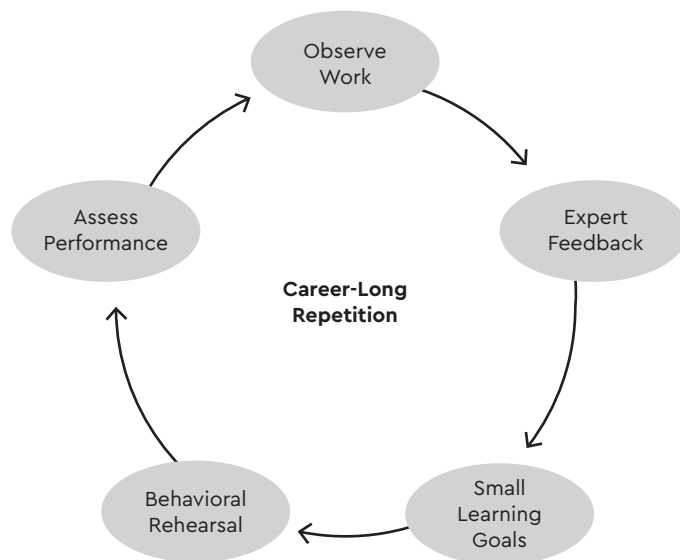 Observe
Work
Expert
Feedback
Small
Learning
Goals
Behavioral
Rehearsal
Assess
Performance
Career-Long
Repetition